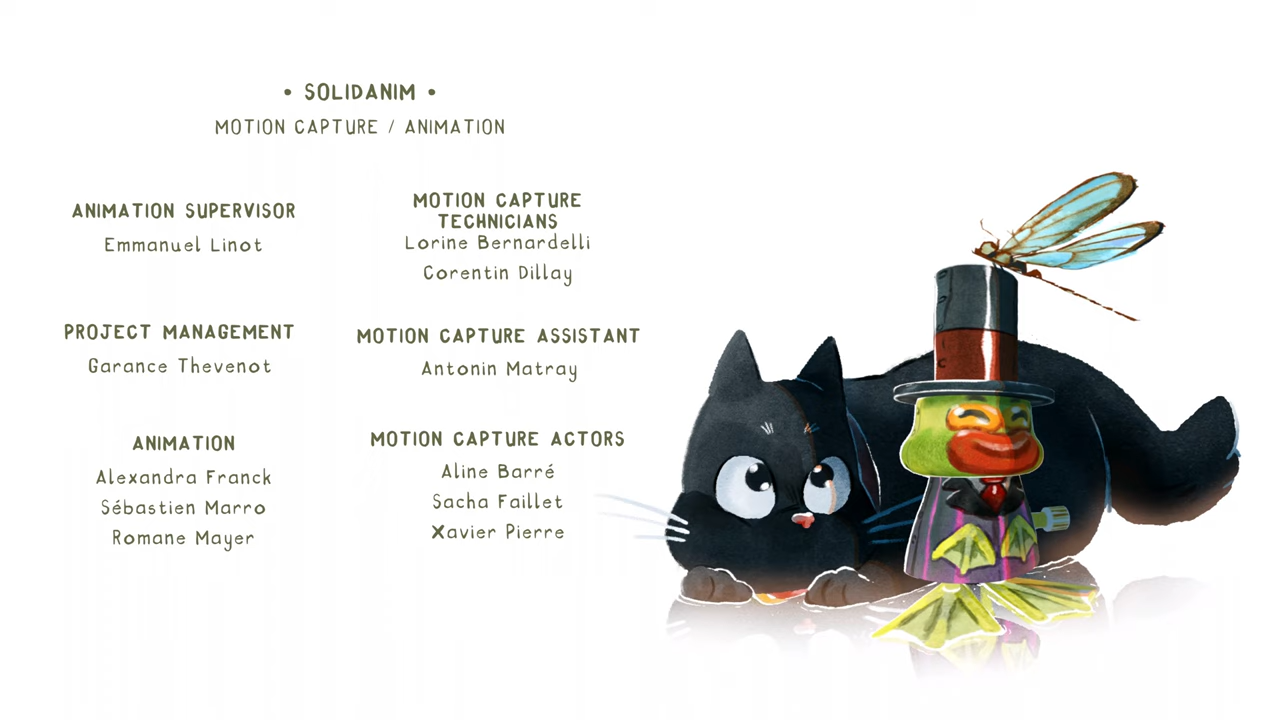 • SOLIDANIM •
MOTION CAPTURE / ANIMATION
ANIMATION SUPERVISOR
Emmanuel Linot
PROJECT MANAGEMENT
Garance Thevenot
ANIMATION
Alexandra Franck
Sébastien Marro
Romane Mayer
MOTION CAPTURE
TECHNICIANS
Lorine Bernardelli
Corentin Dillay
MOTION CAPTURE ASSISTANT
Antonin Matray
MOTION CAPTURE ACTORS
Aline Barré
Sacha Faillet
Xavier Pierre